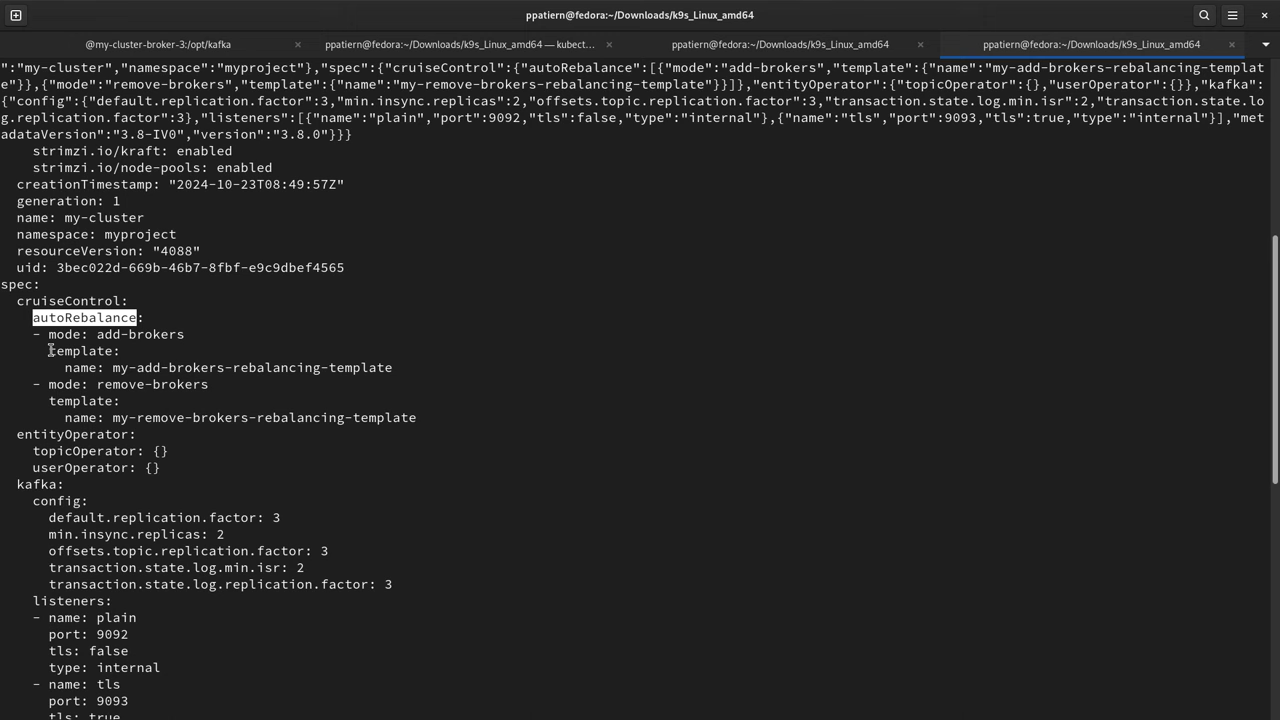 ppatiern@fedora:~/Downloads/k9s_Linux_amd64
@my-cluster-broker-3:/opt/kafka
ppatiern@fedora:~/Downloads/k9s_Linux_amd64 — kubect...
ppatiern@fedora:~/Downloads/k9s_Linux_amd64
ppatiern@fedora:~/Downloads/k9s_Linux_amd64
":"my-cluster","namespace":"myproject"},"spec":{"cruiseControl":{"autoRebalance":[{"mode":"add-brokers","template":{"name":"my-add-brokers-rebalancing-templat
e"}},{"mode":"remove-brokers","template":{"name":"my-remove-brokers-rebalancing-template"}}]},"entityOperator":{"topicOperator":{},"userOperator":{}},"kafka":
{"config":{"default.replication.factor":3,"min.insync.replicas":2,"offsets.topic.replication.factor":3,"transaction.state.log.min.isr":2,"transaction.state.lo
g.replication.factor":3},"listeners":[{"name":"plain","port":9092,"tls":false,"type":"internal"},{"name":"tls","port":9093,"tls":true,"type":"internal"}],"met
adataVersion":"3.8-IV0","version":"3.8.0"}}}
    strimzi.io/kraft: enabled
    strimzi.io/node-pools: enabled
  creationTimestamp: "2024-10-23T08:49:57Z"
  generation: 1
  name: my-cluster
  namespace: myproject
  resourceVersion: "4088"
  uid: 3bec022d-669b-46b7-8fbf-e9c9dbef4565
spec:
  cruiseControl:
    autoRebalance:
    - mode: add-brokers
      template:
        name: my-add-brokers-rebalancing-template
    - mode: remove-brokers
      template:
        name: my-remove-brokers-rebalancing-template
  entityOperator:
    topicOperator: {}
    userOperator: {}
  kafka:
    config:
      default.replication.factor: 3
      min.insync.replicas: 2
      offsets.topic.replication.factor: 3
      transaction.state.log.min.isr: 2
      transaction.state.log.replication.factor: 3
    listeners:
    - name: plain
      port: 9092
      tls: false
      type: internal
    - name: tls
      port: 9093
      tls: true